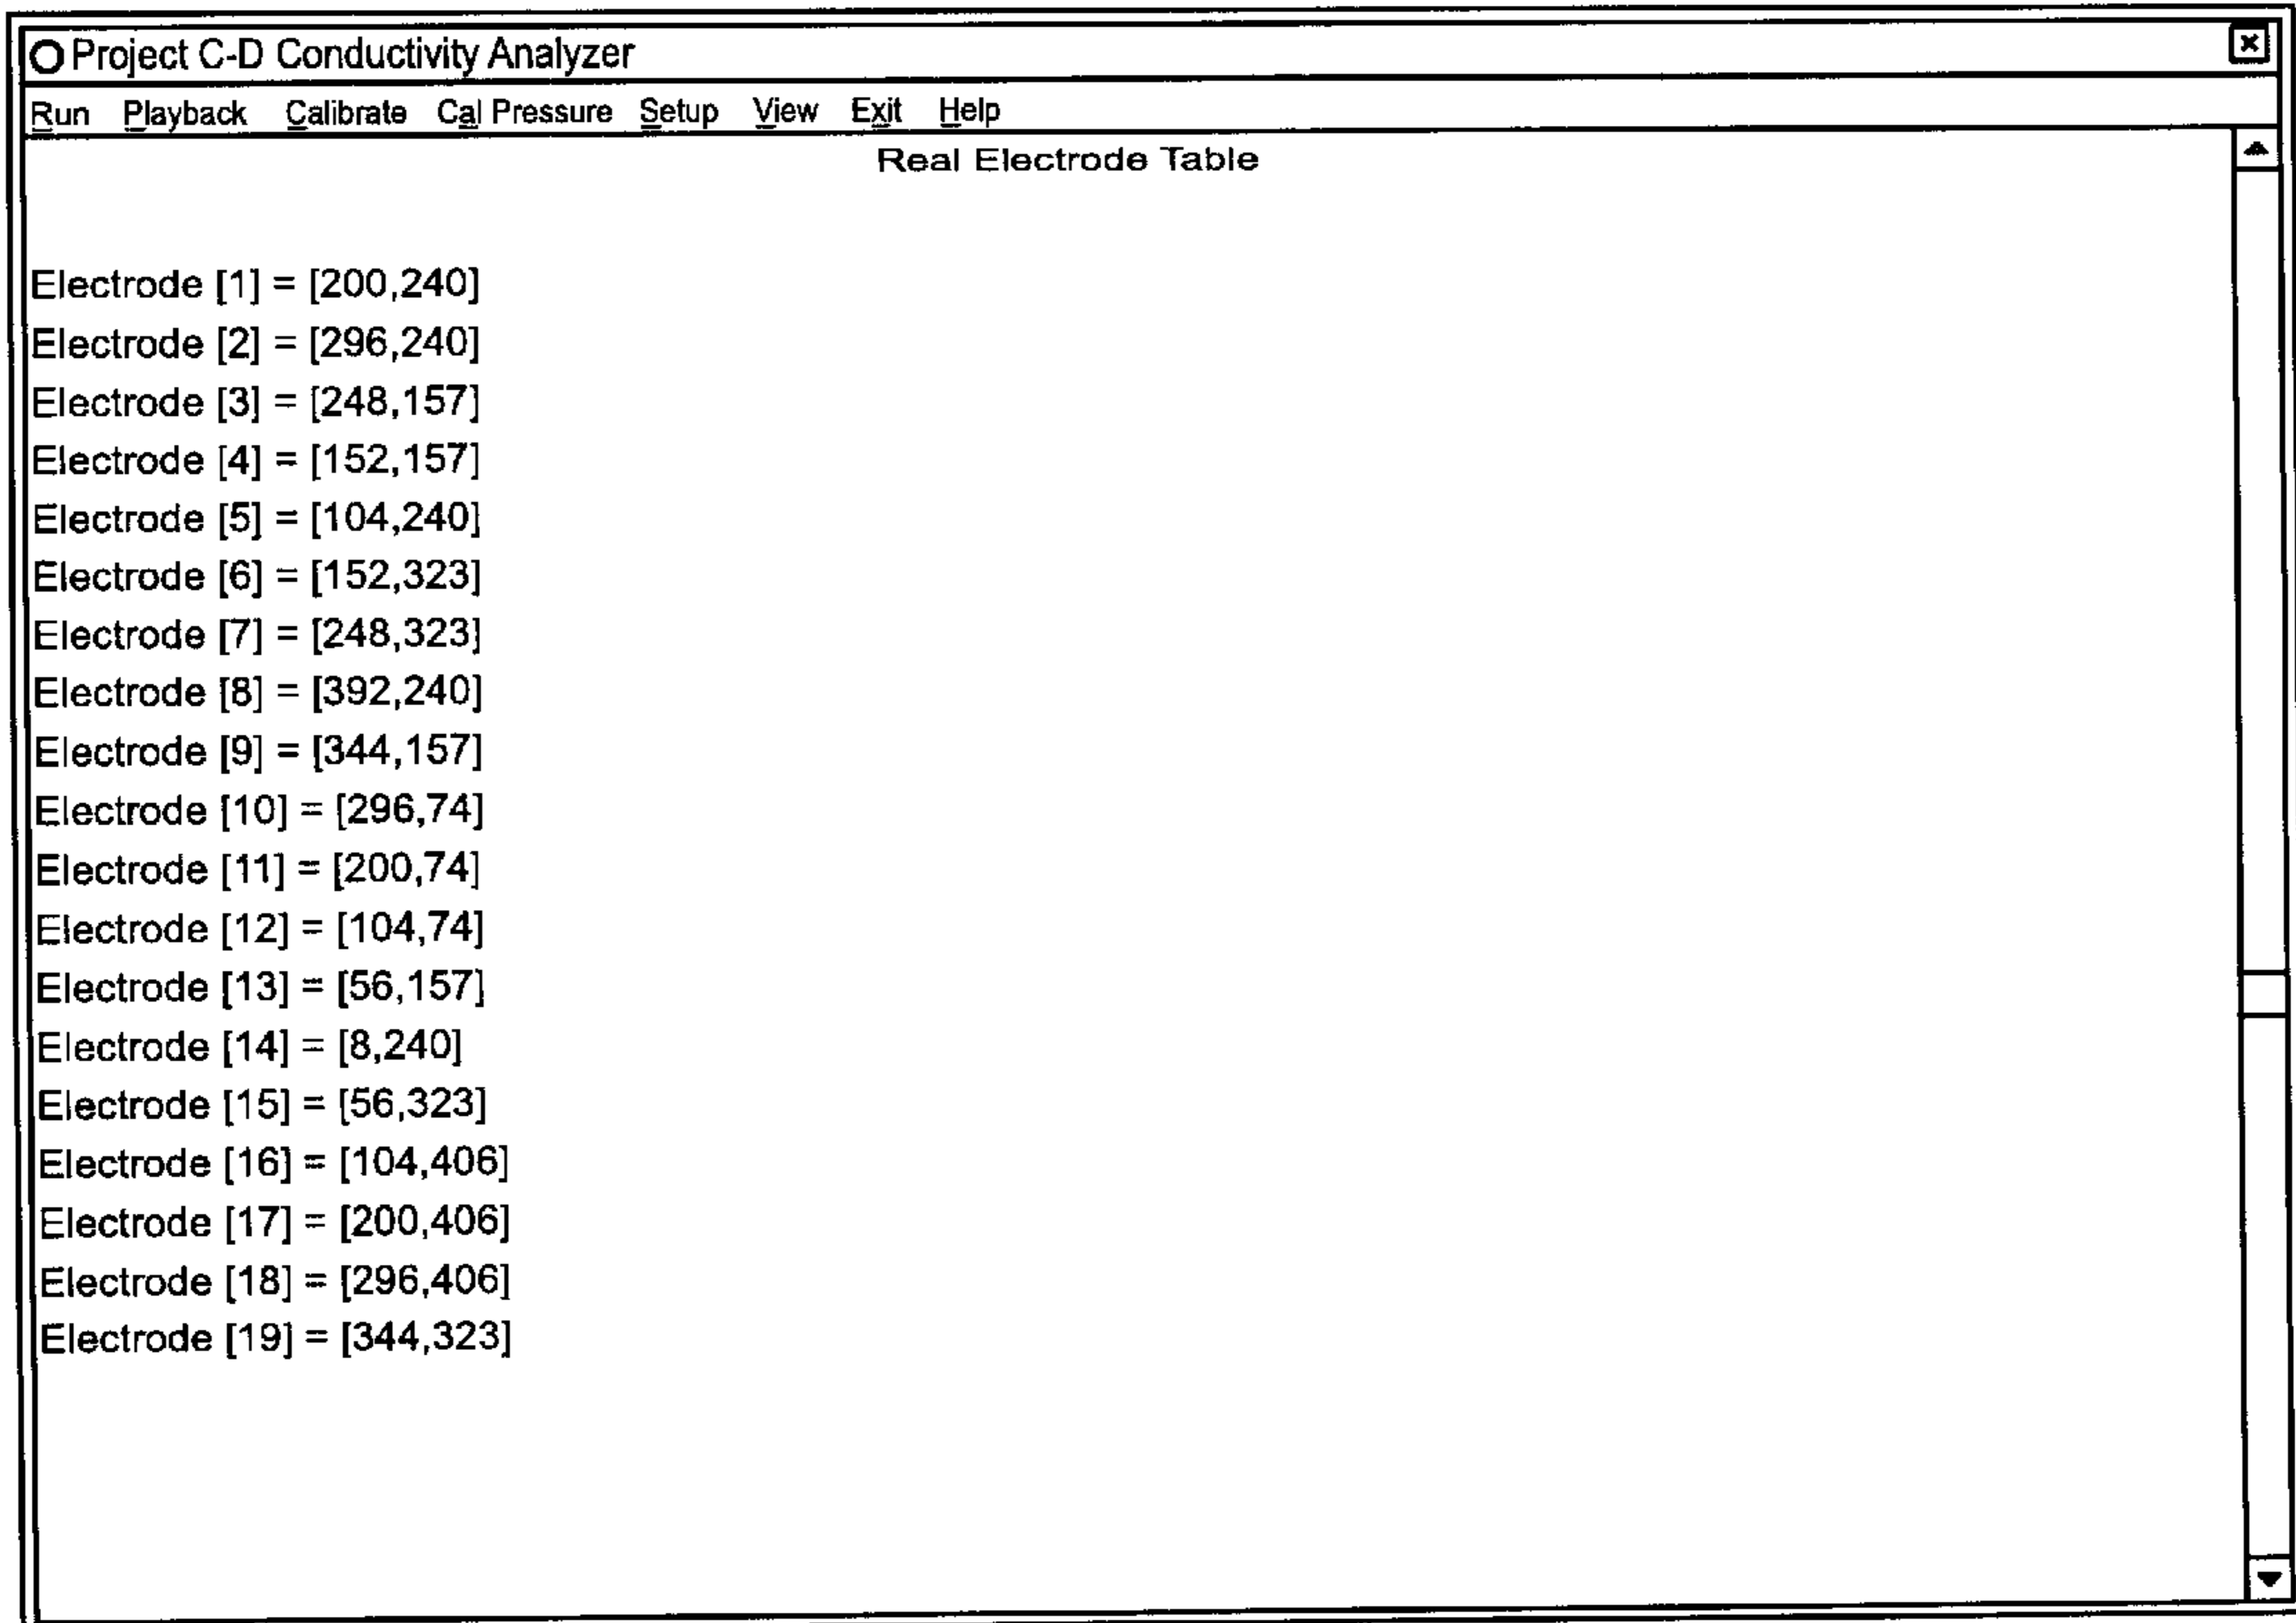 Project C-D Conductivity Analyzer
Run Playback Calibrate Cal Pressure Setup View Exit Help
Real Electrode Table
Electrode [1] = [200,240]
Electrode [2] = [296,240]
Electrode [3] = [248,157]
Electrode [4] = [152,157]
Electrode [5] = [104,240]
Electrode [6] = [152,323]
Electrode [7] = [248,323]
Electrode [8] = [392,240]
Electrode [9] = [344,157]
Electrode [10] = [296,74]
Electrode [11] = [200,74]
Electrode [12] = [104,74]
Electrode [13] = [56,157]
Electrode [14] = [8,240]
Electrode [15] = [56,323]
Electrode [16] = [104,406]
Electrode [17] = [200,406]
Electrode [18] = [296,406]
Electrode [19] = [344,323]